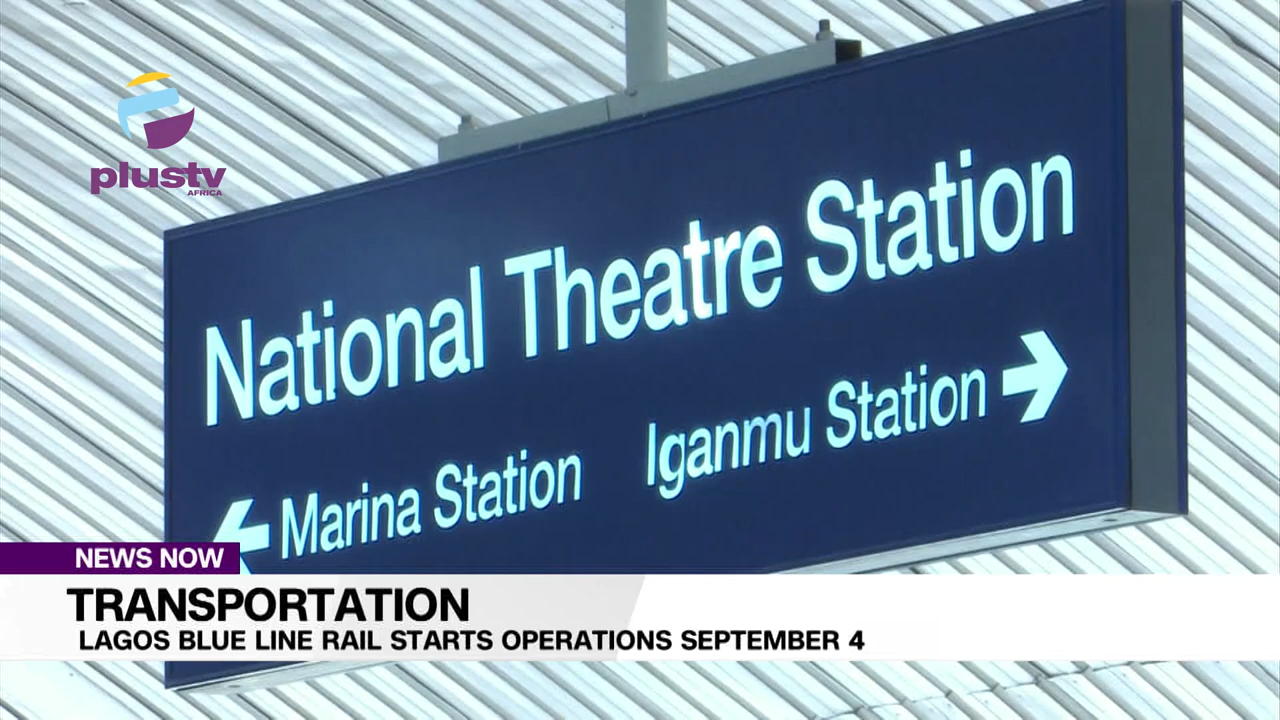 plustv
AFRICA
National Theatre Station
Marina Station Iganmu Station
NEWS NOW
TRANSPORTATION
LAGOS BLUE LINE RAIL STARTS OPERATIONS SEPTEMBER 4